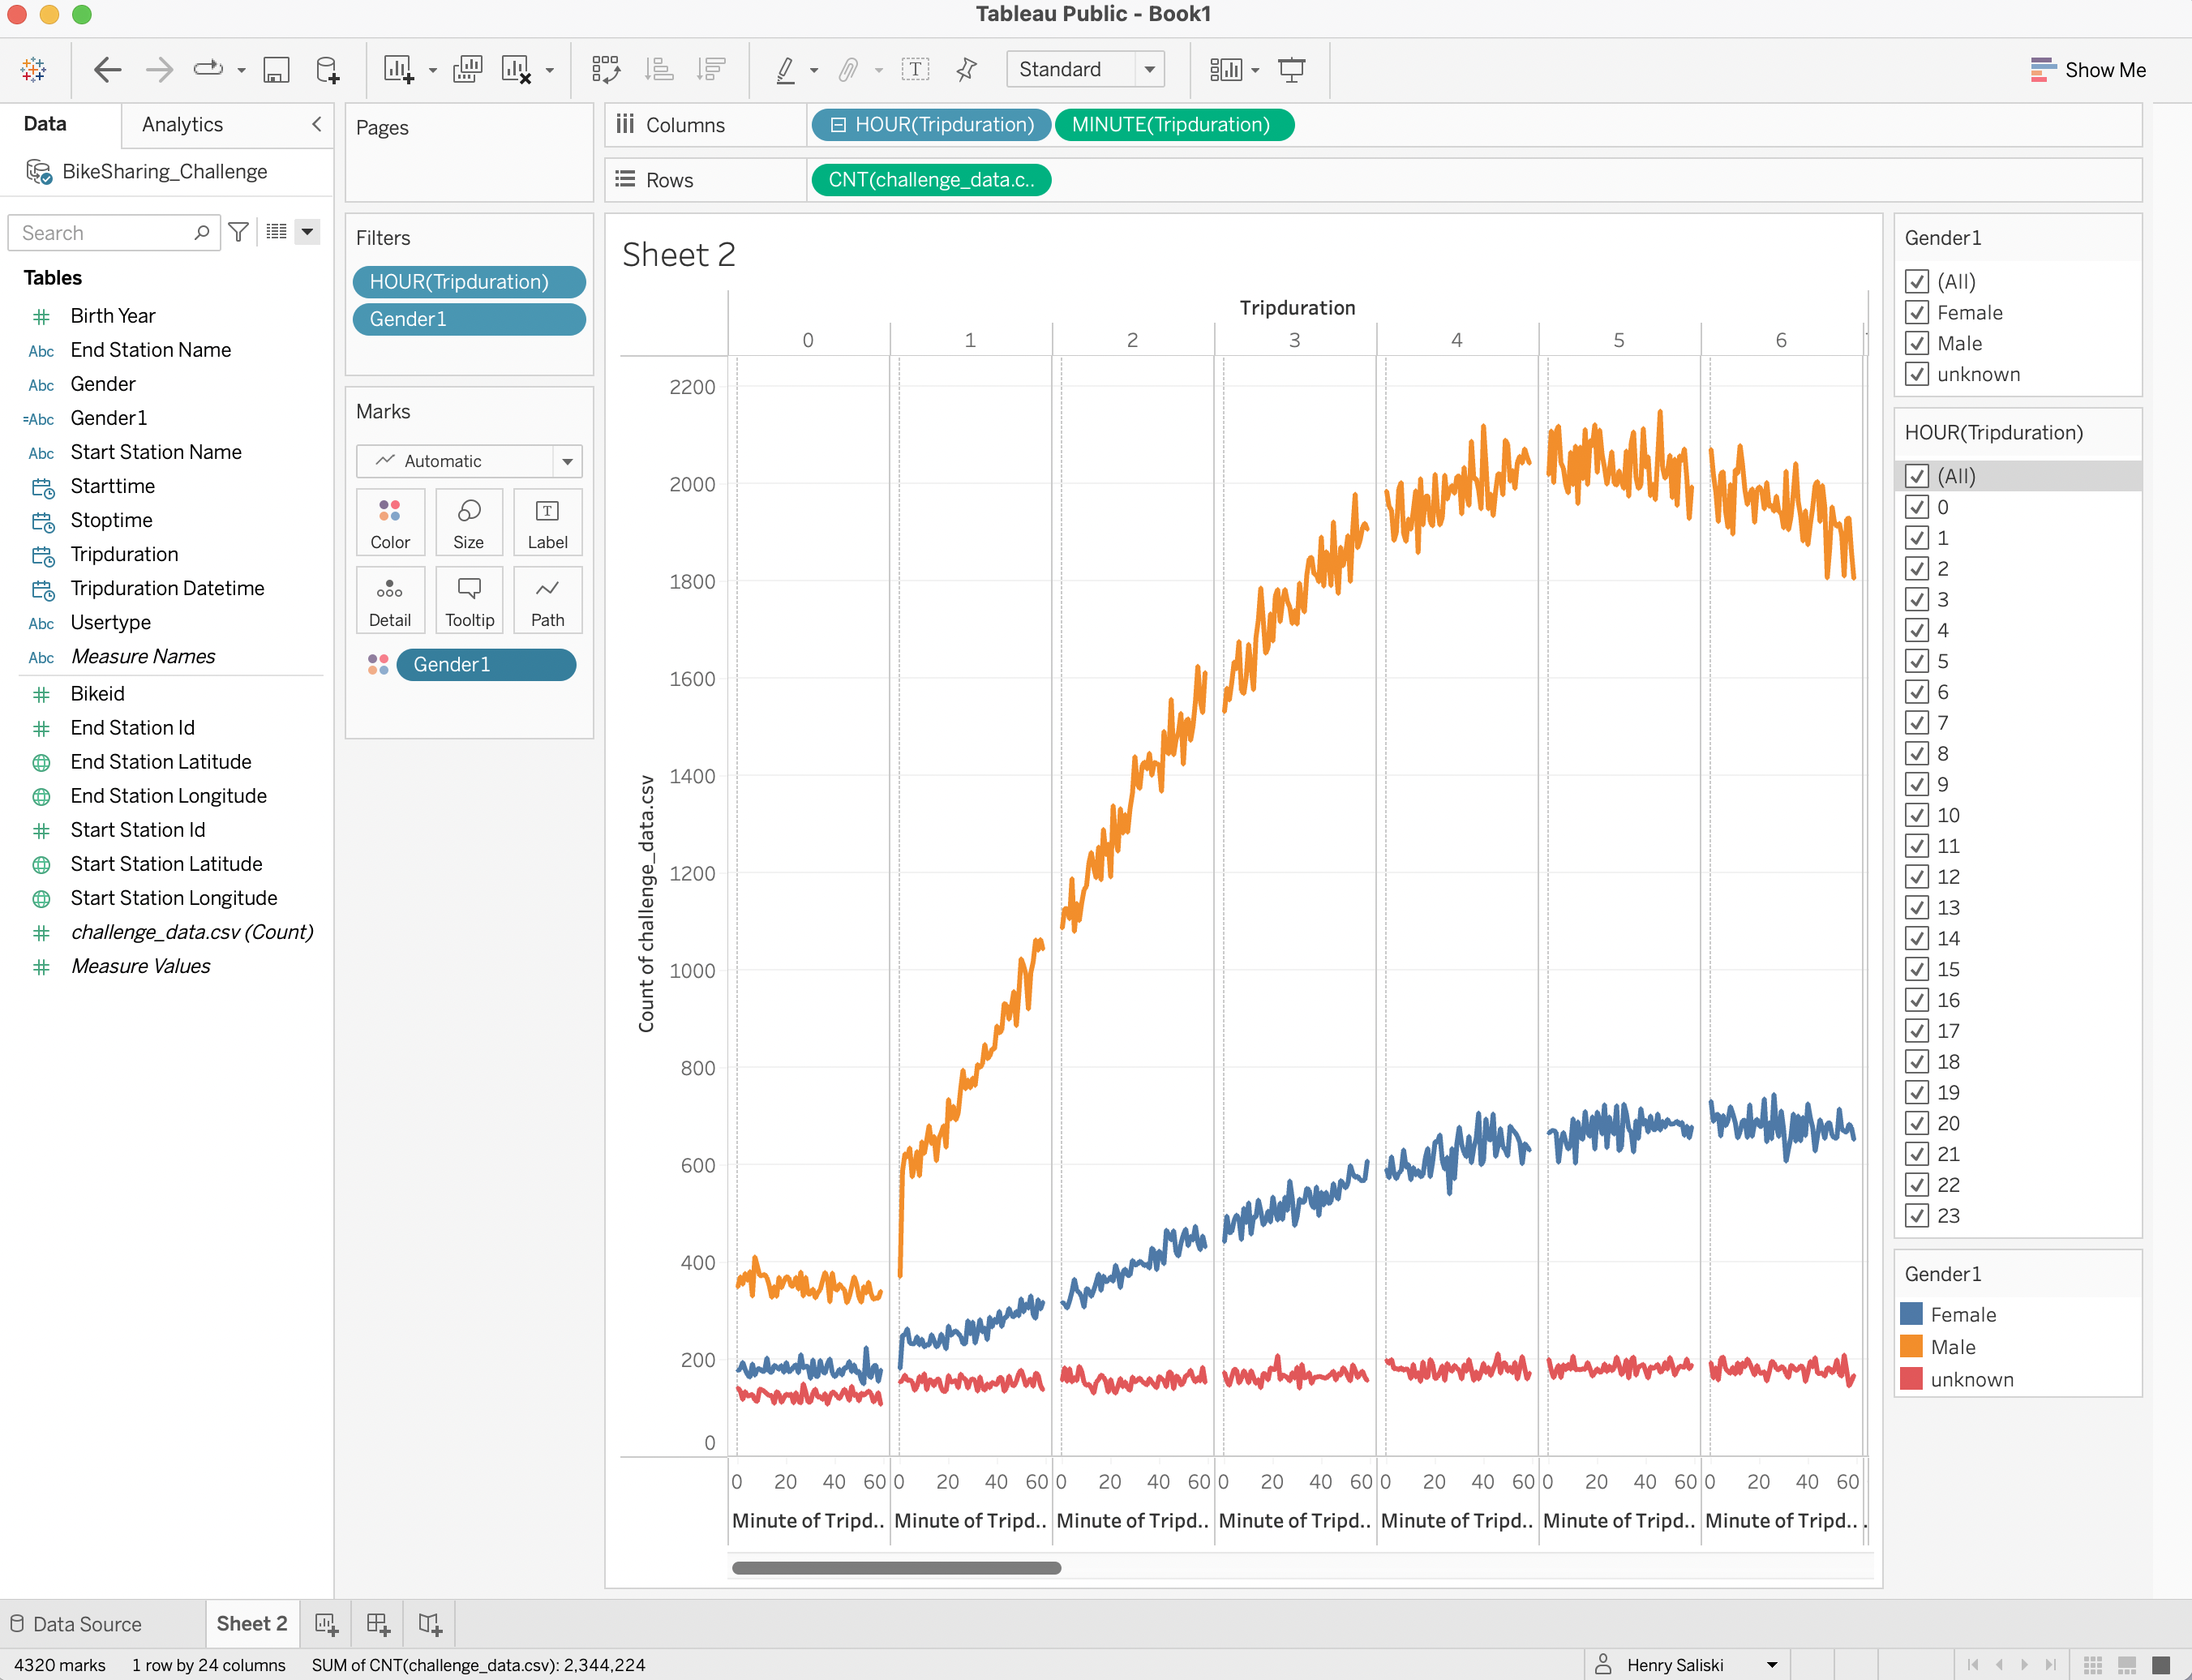 Tableau Public - Book1
Standard
Show Me
Data
Analytics
BikeSharing_Challenge
Search
Tables
Birth Year
Abc End Station Name
Abc Gender
=Abc Gender1
Abc Start Station Name
Starttime
Stoptime
Tripduration
Tripduration Datetime
Abc Usertype
Abc Measure Names
Bikeid
End Station Id
End Station Latitude
End Station Longitude
Start Station Id
Start Station Latitude
Start Station Longitude
challenge_data.csv (Count)
Measure Values
Pages
Filters
HOUR(Tripduration)
Gender1
Marks
Automatic
Color Size Label
Detail Tooltip Path
Gender1
Columns HOUR(Tripduration) MINUTE(Tripduration)
Rows CNT(challenge_data.c..
Sheet 2
Tripduration
0 1 2 3 4 5 6
Count of challenge_data.csv
2200
2000
1800
1600
1400
1200
1000
800
600
400
200
0
0 20 40 60 0 20 40 60 0 20 40 60 0 20 40 60 0 20 40 60 0 20 40 60 0 20 40 60
Minute of Tripd.. Minute of Tripd.. Minute of Tripd.. Minute of Tripd.. Minute of Tripd.. Minute of Tripd.. Minute of Tripd..
Gender1
(All)
Female
Male
unknown
HOUR(Tripduration)
(All)
0
1
2
3
4
5
6
7
8
9
10
11
12
13
14
15
16
17
18
19
20
21
22
23
Gender1
Female
Male
unknown
Data Source
Sheet 2
4320 marks 1 row by 24 columns SUM of CNT(challenge_data.csv): 2,344,224
Henry Saliski